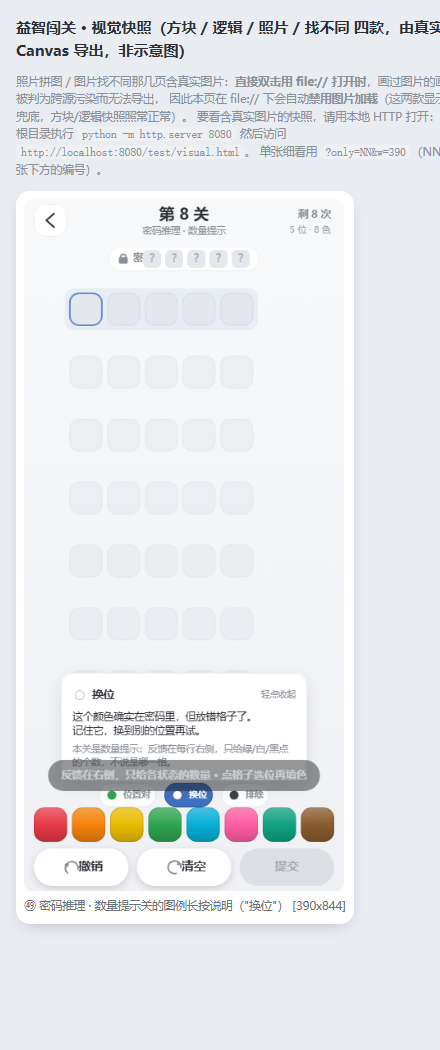 益智闯关 · 视觉快照（方块 / 逻辑 / 照片 / 找不同 四款，由真实
Canvas 导出，非示意图)
照片拼图 / 图片找不同那几页含真实图片：直接双击用 file:// 打开时，画过图片的画
被判为跨源污染而无法导出， 因此本页在 file:// 下会自动禁用图片加载（这两款显示
兜底，方块/逻辑快照照常正常）。 要看含真实图片的快照，请用本地 HTTP 打开：
根目录执行 python -m http.server 8080 然后访问
http://localhost:8080/test/visual.html 。 单张细看用 ?only=NN&w=390 （NN
张下方的编号）。
第 8 关
剩 8 次
密码推理 · 数量提示
5 位 · 8 色
密 ? ? ? ? ?
换位
轻点收起
这个颜色确实在密码里，但放错格子了。
记住它，换到别的位置再试。
本关是数量提示：反馈在每行右侧，只给绿/白/黑点
的个数，不说是哪一格。
反馈在右侧，只给各状态的数量 · 点格子选位再填色
位置对 换位 排除
撤销 清空 提交
㊾ 密码推理 · 数量提示关的图例长按说明（"换位"） [390x844]